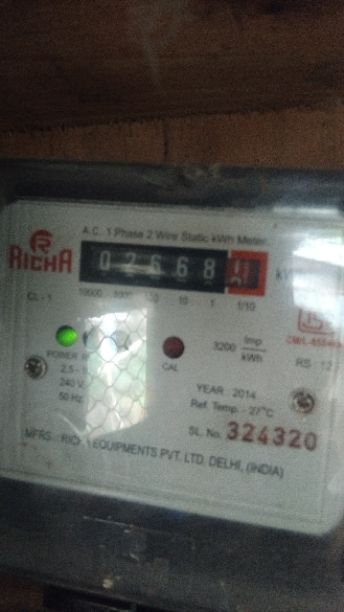 RICHA
A.C. 1 Phase 2 Wire Static kWh Meter
0 2 6 6 8
10000 10 1 1/10
CL - 1
3200 Imp/kWh
POWER
CAL
RS : 12
240 V
50 Hz
YEAR : 2014
Ref. Temp. - 27°C
SL. No. 324320
MFRS : EQUIPMENTS PVT. LTD. DELHI, (INDIA)